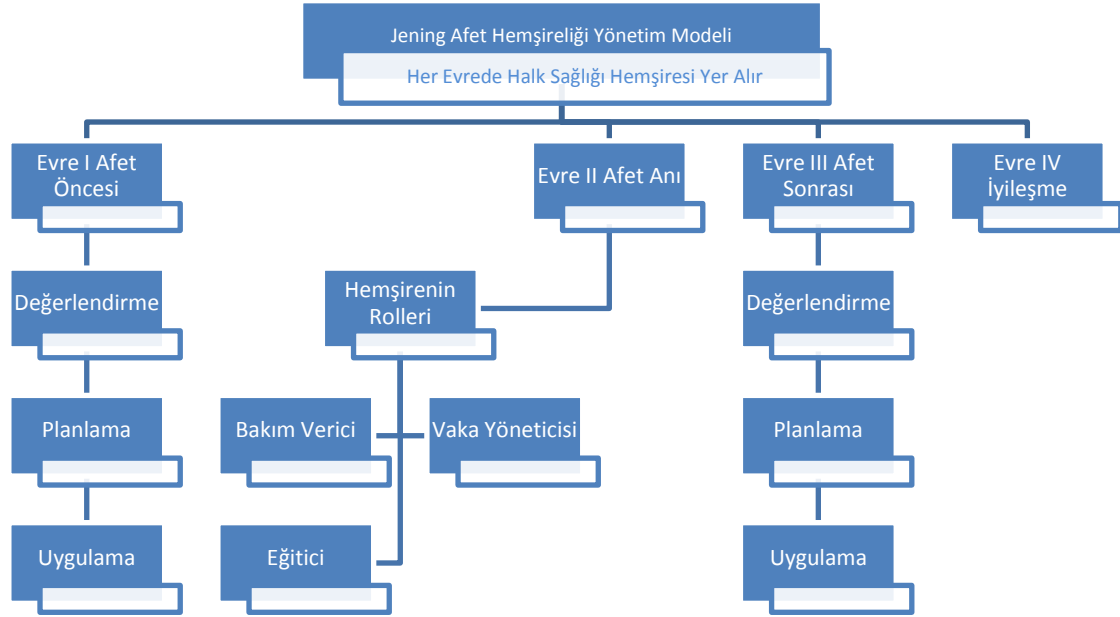 Jening Afet Hemşireliği Yönetim Modeli
Her Evrede Halk Sağlığı Hemşiresi Yer Alır
Evre I Afet
Öncesi
Değerlendirme
Planlama
Uygulama
Evre II Afet Anı
Hemşirenin
Rolleri
Bakım Verici
Vaka Yöneticisi
Eğitici
Evre III Afet
Sonrası
Değerlendirme
Planlama
Uygulama
Evre IV
İyileşme